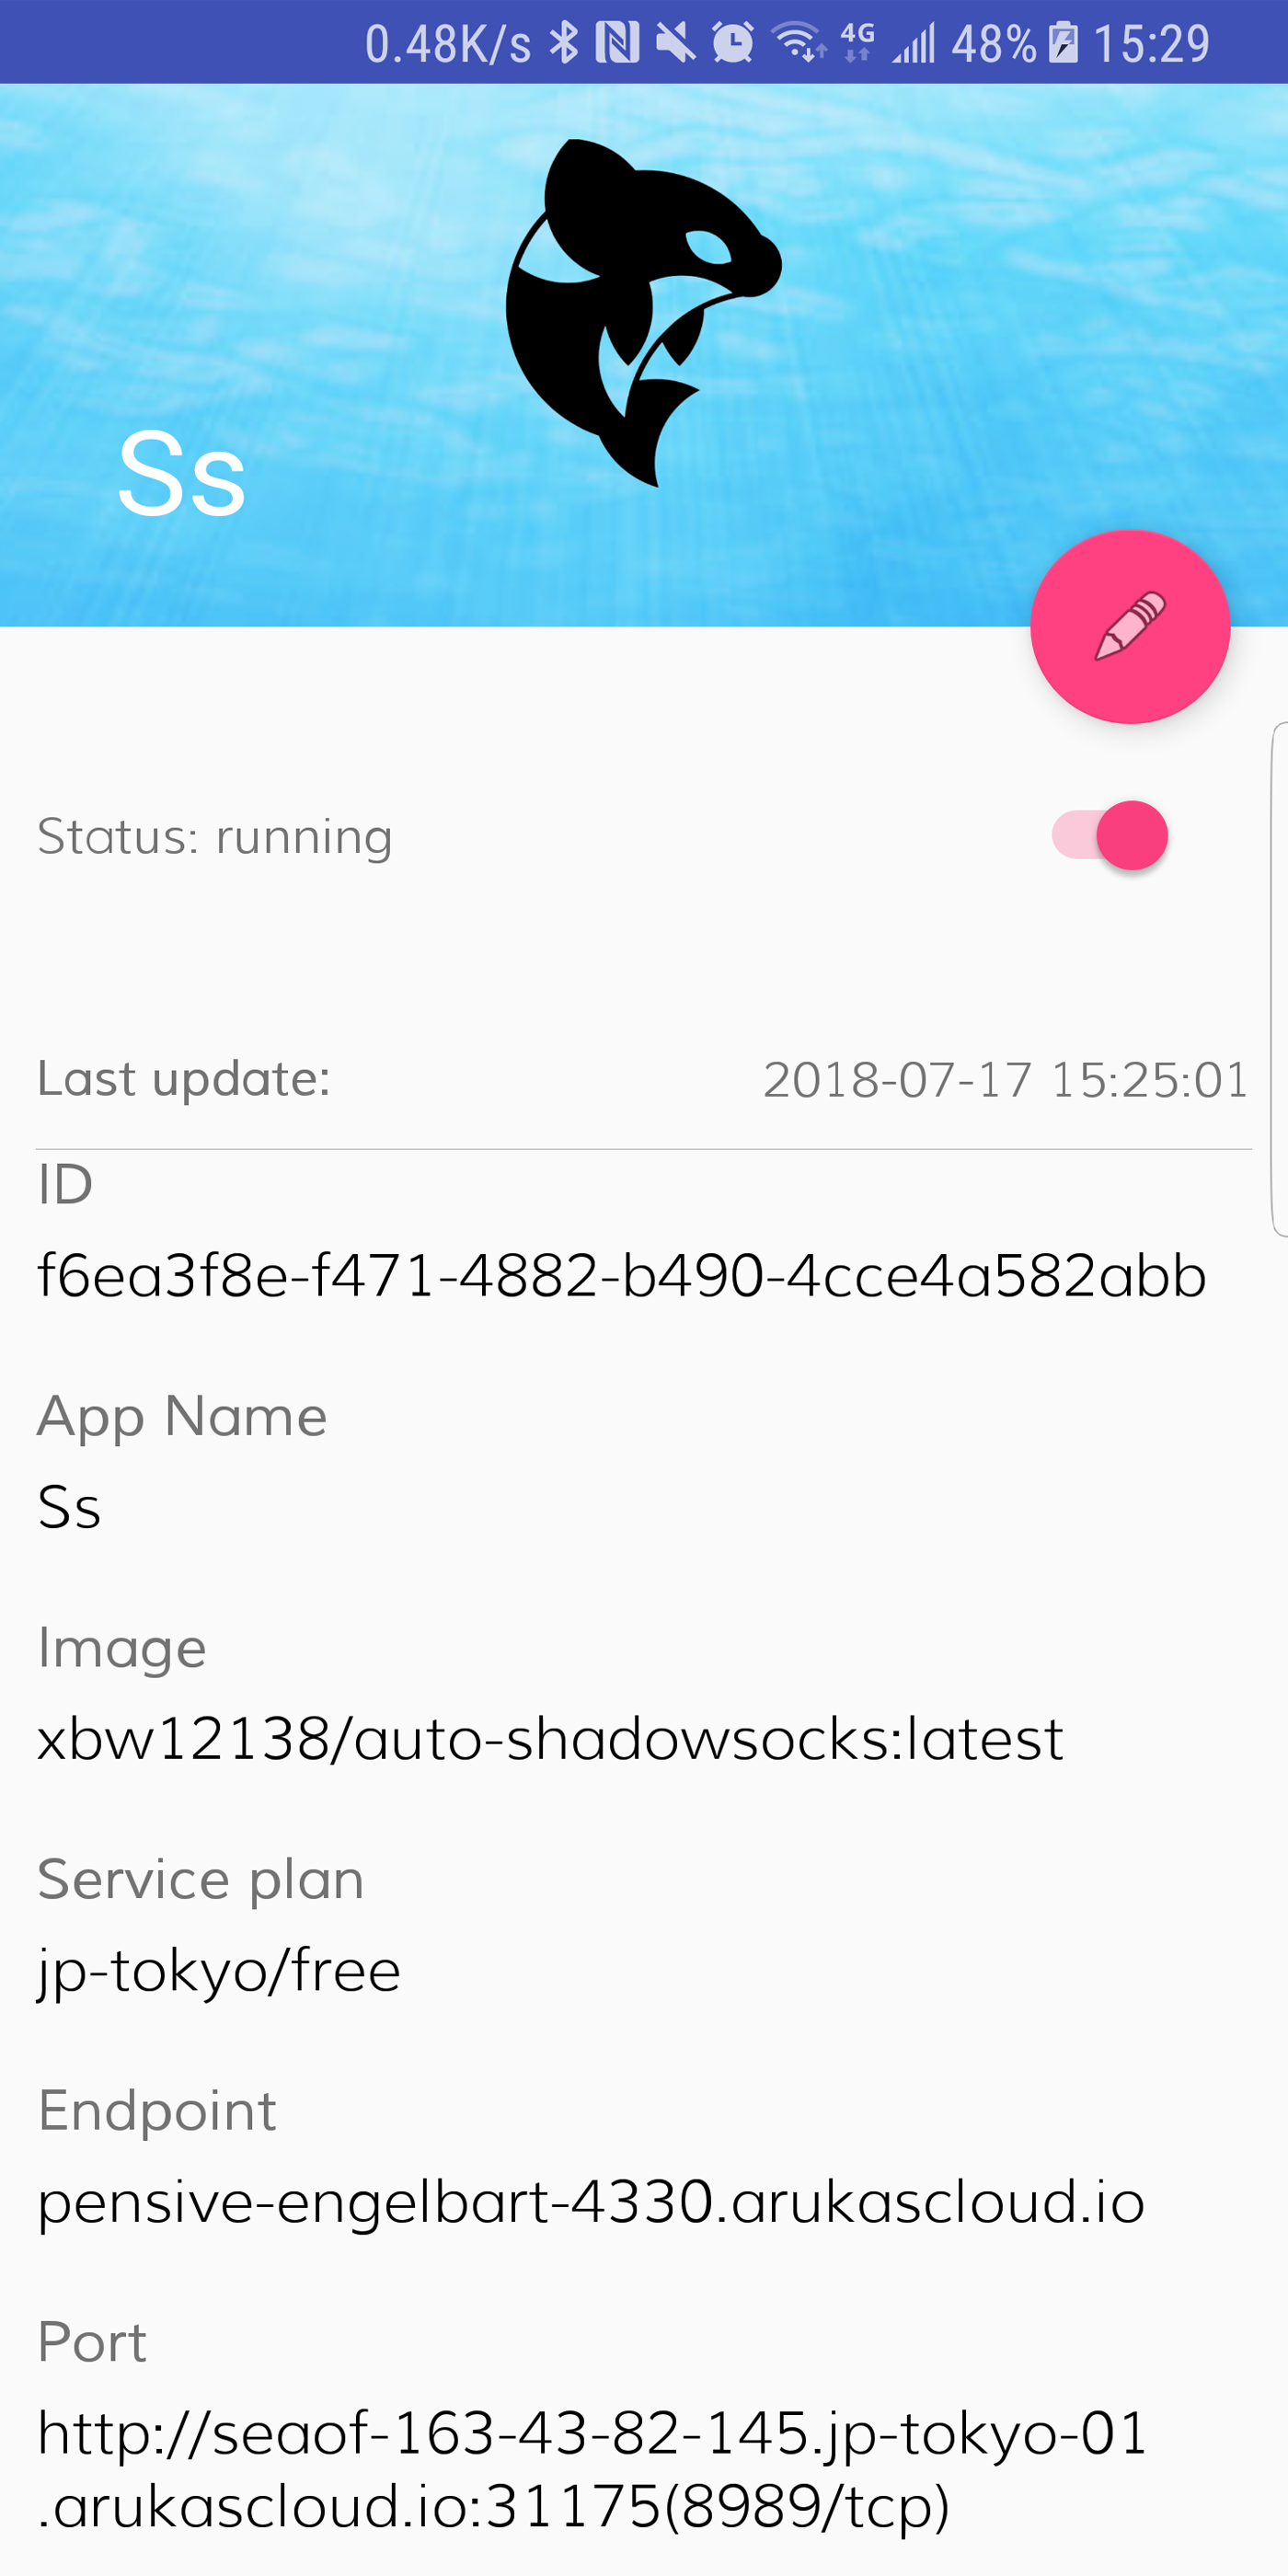 0.48K/s 4G 48% 15:29
Ss
Status: running
Last update: 2018-07-17 15:25:01
ID
f6ea3f8e-f471-4882-b490-4cce4a582abb
App Name
Ss
Image
xbw12138/auto-shadowsocks:latest
Service plan
jp-tokyo/free
Endpoint
pensive-engelbart-4330.arukascloud.io
Port
http://seaof-163-43-82-145.jp-tokyo-01
.arukascloud.io:31175(8989/tcp)